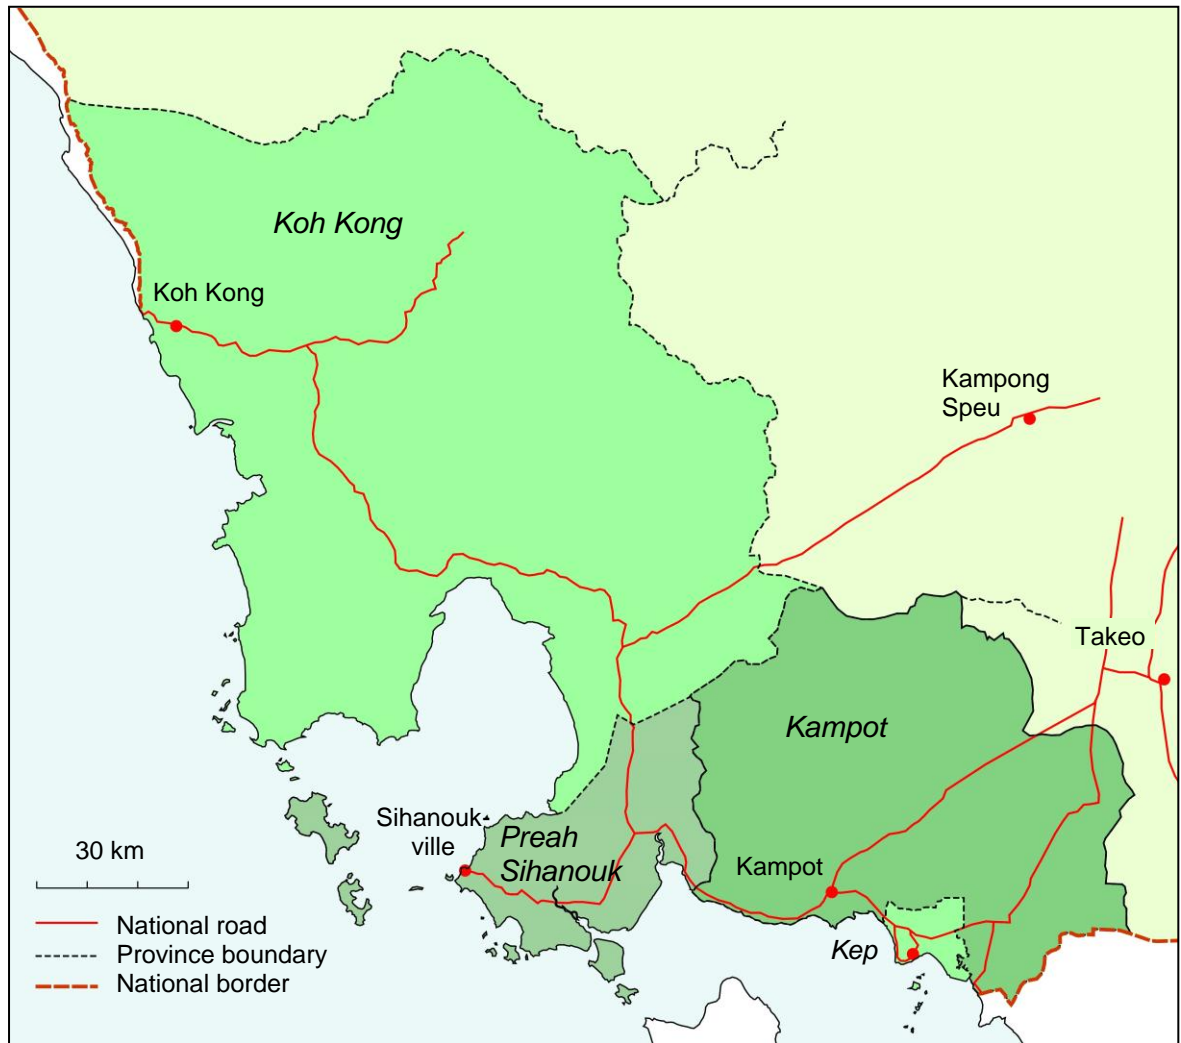 Koh Kong
Koh Kong
Kampong
Speu
Takeo
Kampot
Sihanouk-
ville
Preah
Sihanouk
Kampot
Kep
30 km
National road
Province boundary
National border